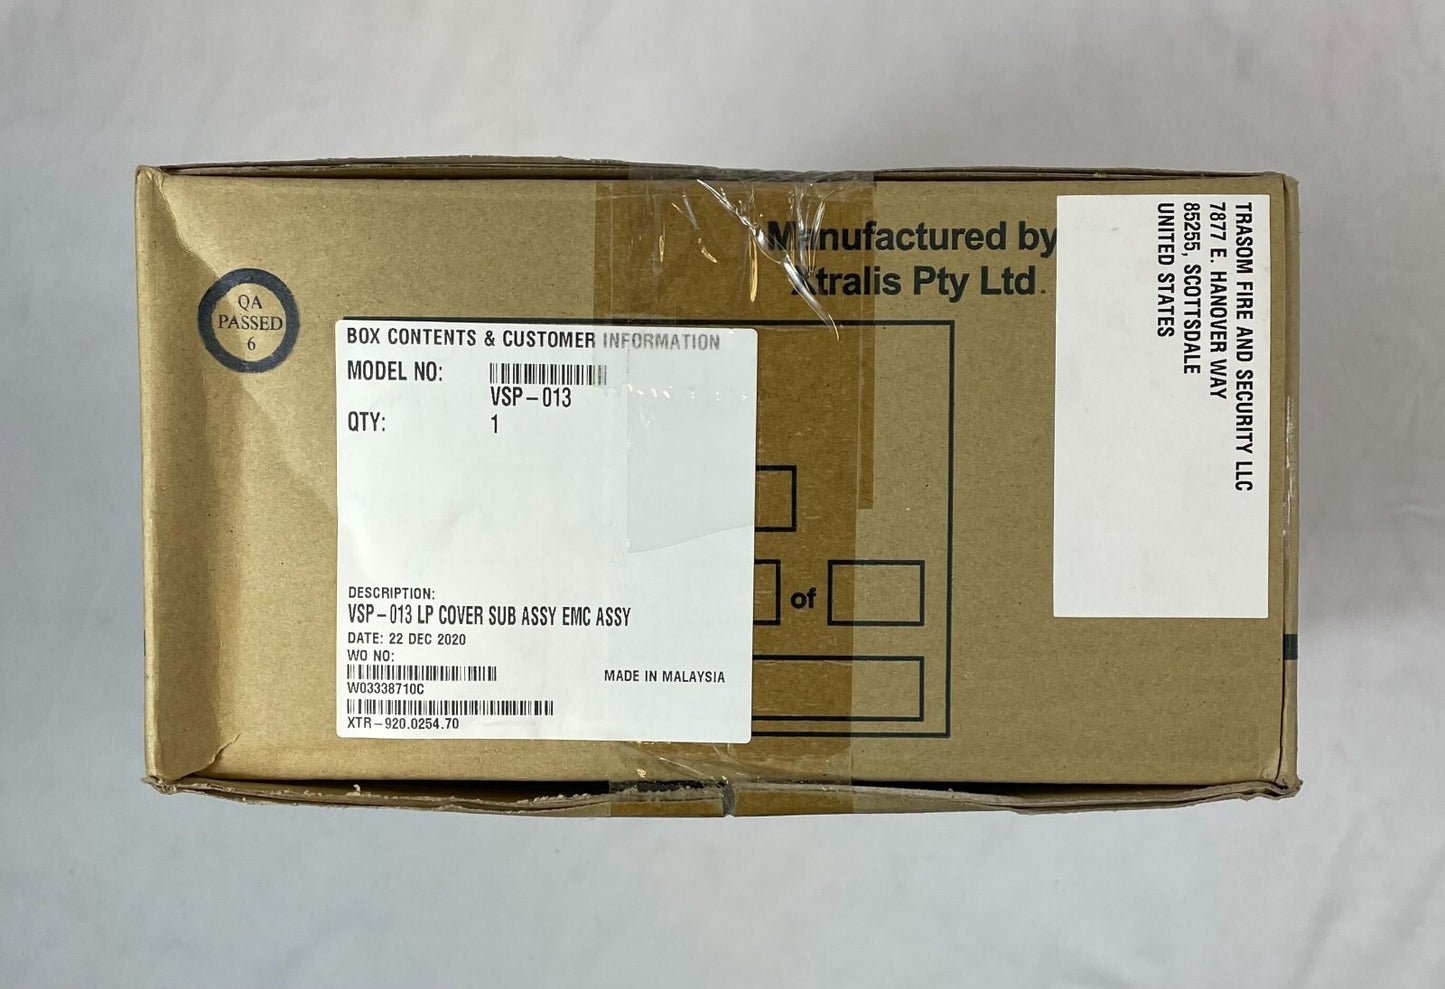 Manufactured by
Xtralis Pty Ltd.
QA
PASSED
6
BOX CONTENTS & CUSTOMER INFORMATION
MODEL NO:
VSP-013
QTY: 1
DESCRIPTION:
VSP-013 LP COVER SUB ASSY EMC ASSY
DATE: 22 DEC 2020
WO NO:
W03338710C
MADE IN MALAYSIA
XTR-920.0254.70
of
TRASOM FIRE AND SECURITY LLC
7877 E. HANOVER WAY
85255, SCOTTSDALE
UNITED STATES